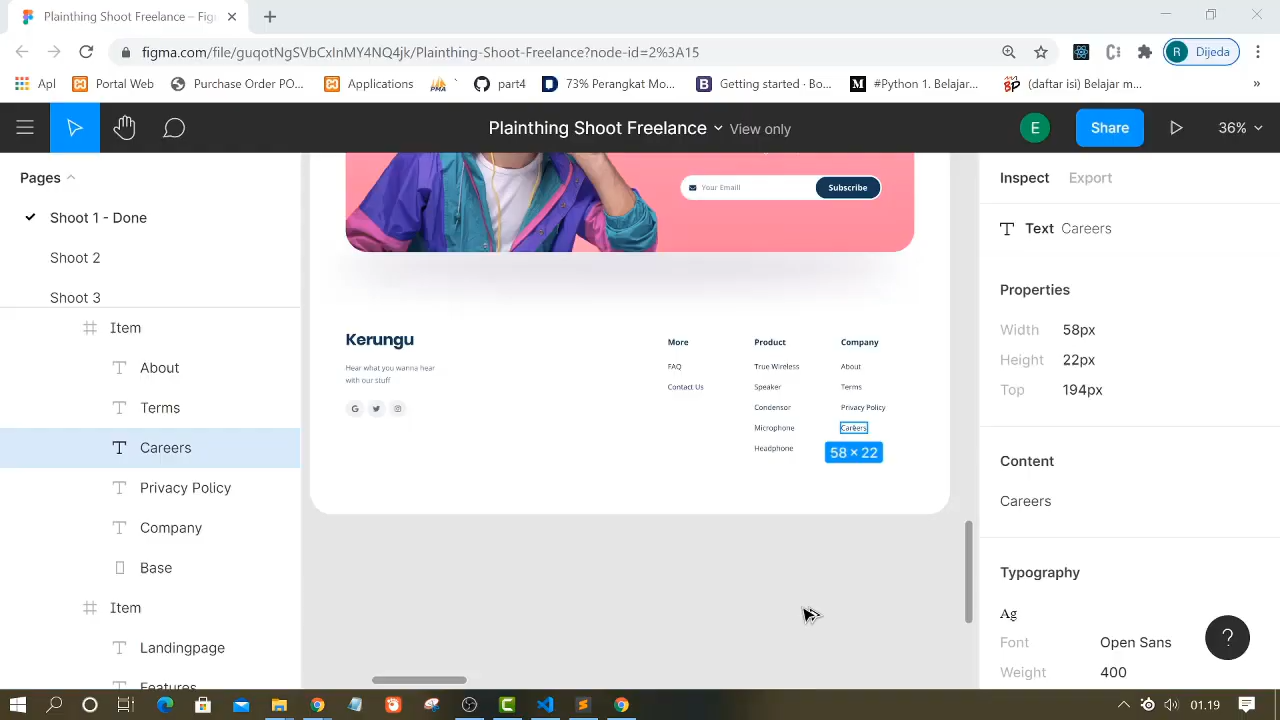 Plainthing Shoot Freelance – Fig
figma.com/file/guqotNgSVbCxInMY4NQ4jk/Plainthing-Shoot-Freelance?node-id=2%3A15
R Dijeda
Apl
Portal Web
Purchase Order PO...
Applications
PMA
part4
73% Perangkat Mo...
Getting started · Bo...
#Python 1. Belajar...
(daftar isi) Belajar m...
»
Plainthing Shoot Freelance View only
E
Share
36%
Pages
Shoot 1 - Done
Shoot 2
Shoot 3
Item
About
Terms
Careers
Privacy Policy
Company
Base
Item
Landingpage
Features
Your Emaill
Subscribe
Kerungu
Hear what you wanna hear
with our stuff
More
FAQ
Contact Us
Product
True Wireless
Speaker
Condensor
Microphone
Headphone
Company
About
Terms
Privacy Policy
Careers
58 × 22
Inspect Export
Text Careers
Properties
Width 58px
Height 22px
Top 194px
Content
Careers
Typography
Ag
Font Open Sans
Weight 400
?
01.19